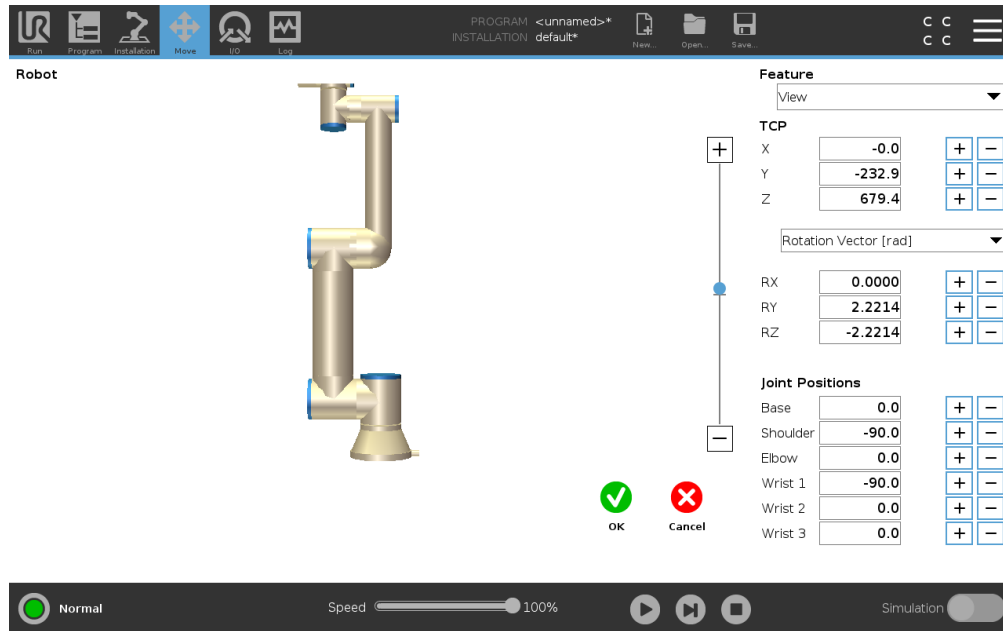 PROGRAM <unnamed>*
INSTALLATION default*
UR
Run
Program
Installation
Move
I/O
Log
New...
Open...
Save...
C C
C C
Robot
Feature
View
TCP
X -0.0 + −
Y -232.9 + −
Z 679.4 + −
Rotation Vector [rad]
RX 0.0000 + −
RY 2.2214 + −
RZ -2.2214 + −
Joint Positions
Base 0.0 + −
Shoulder -90.0 + −
Elbow 0.0 + −
Wrist 1 -90.0 + −
Wrist 2 0.0 + −
Wrist 3 0.0 + −
+
−
OK
Cancel
Normal
Speed 100%
Simulation